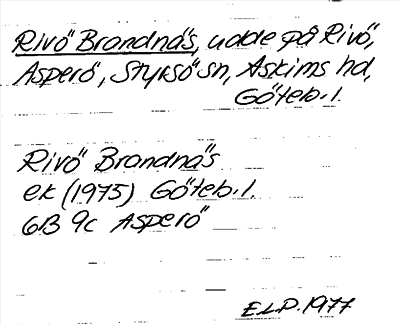 Rivö Brandnäs, udde på Rivö,
Asperö, Styrsö sn, Askims hd,
Göteb. l.
Rivö Brandnäs
ek (1975) Göteb. l.
6B 9c Asperö
E.L.P. 1977